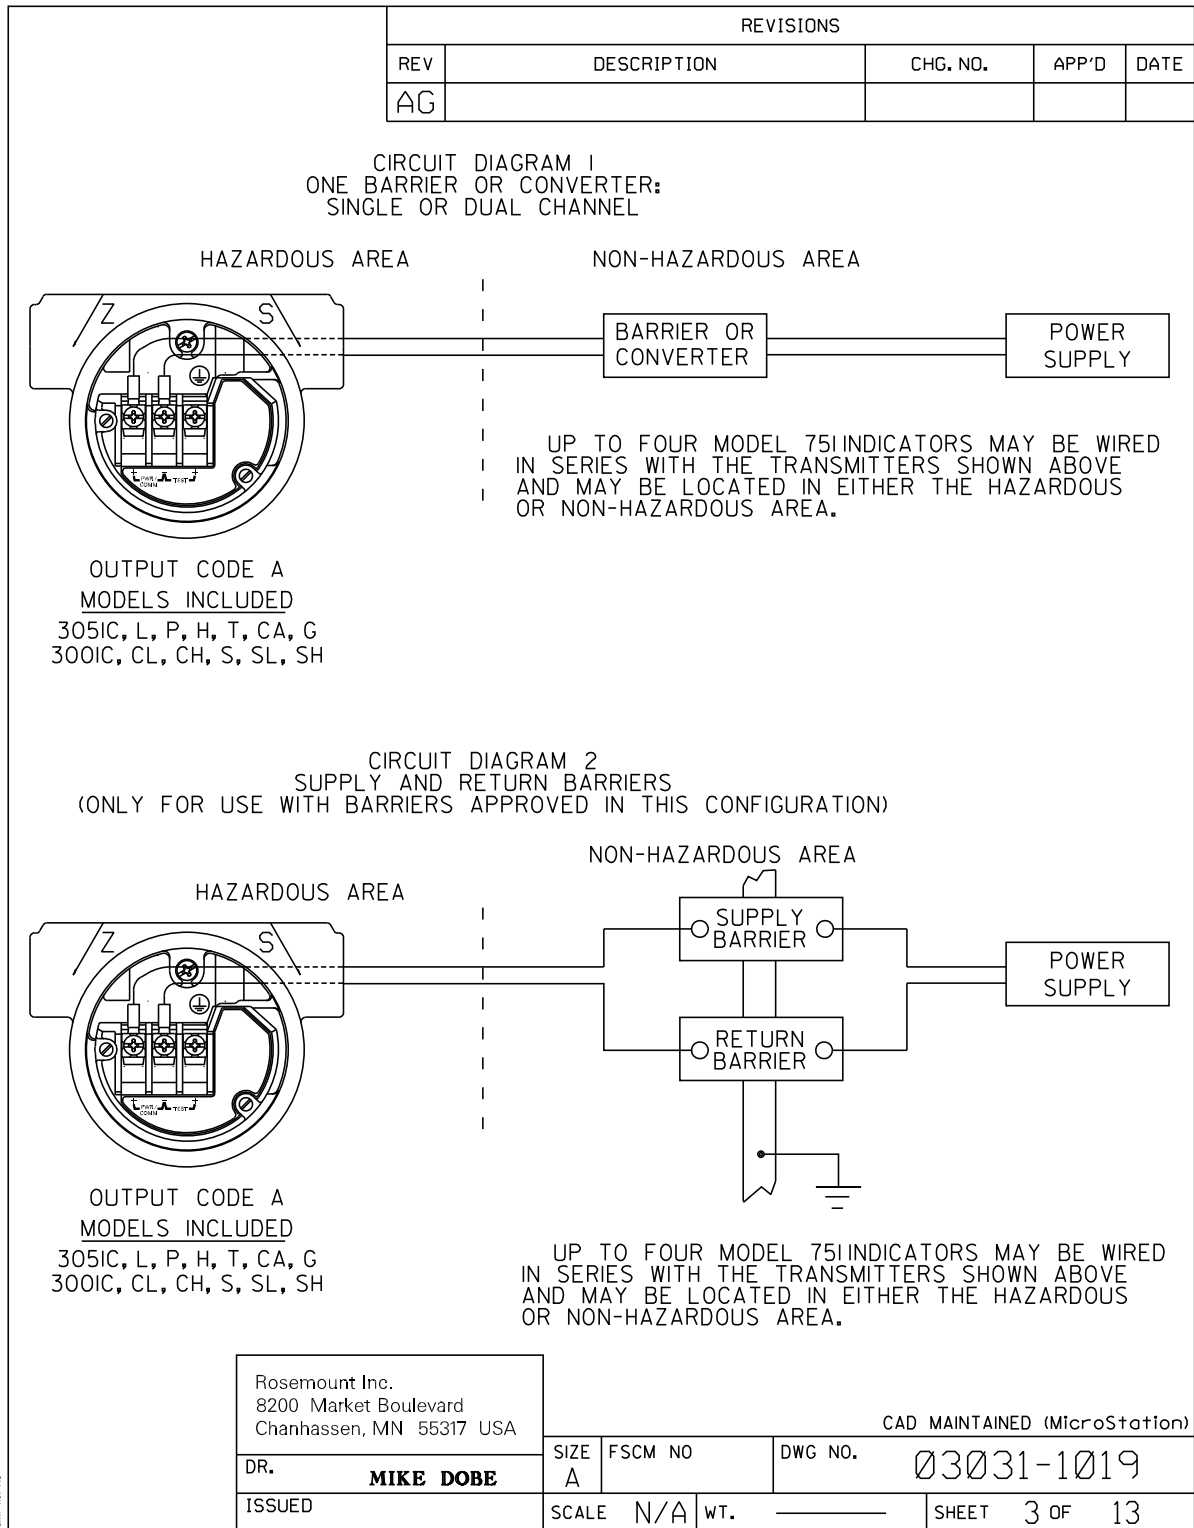 REVISIONS
REV DESCRIPTION CHG. NO. APP'D DATE
AG
CIRCUIT DIAGRAM 1
ONE BARRIER OR CONVERTER:
SINGLE OR DUAL CHANNEL
HAZARDOUS AREA
NON-HAZARDOUS AREA
Z S
BARRIER OR
CONVERTER
POWER
SUPPLY
+ - +
PWR/ TEST
COMM
UP TO FOUR MODEL 751 INDICATORS MAY BE WIRED
IN SERIES WITH THE TRANSMITTERS SHOWN ABOVE
AND MAY BE LOCATED IN EITHER THE HAZARDOUS
OR NON-HAZARDOUS AREA.
OUTPUT CODE A
MODELS INCLUDED
3051C, L, P, H, T, CA, G
3001C, CL, CH, S, SL, SH
CIRCUIT DIAGRAM 2
SUPPLY AND RETURN BARRIERS
(ONLY FOR USE WITH BARRIERS APPROVED IN THIS CONFIGURATION)
NON-HAZARDOUS AREA
HAZARDOUS AREA
Z S
SUPPLY
BARRIER
POWER
SUPPLY
RETURN
BARRIER
+ - +
PWR/ TEST
COMM
OUTPUT CODE A
MODELS INCLUDED
3051C, L, P, H, T, CA, G
3001C, CL, CH, S, SL, SH
UP TO FOUR MODEL 751 INDICATORS MAY BE WIRED
IN SERIES WITH THE TRANSMITTERS SHOWN ABOVE
AND MAY BE LOCATED IN EITHER THE HAZARDOUS
OR NON-HAZARDOUS AREA.
Rosemount Inc.
8200 Market Boulevard
Chanhassen, MN 55317 USA
CAD MAINTAINED (MicroStation)
DR. MIKE DOBE
SIZE A FSCM NO DWG NO. 03031-1019
ISSUED
SCALE N/A WT. SHEET 3 OF 13